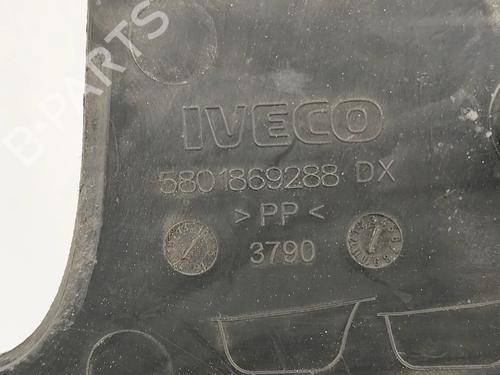 B-PARTS
IVECO
5801869288 DX
> PP <
3790